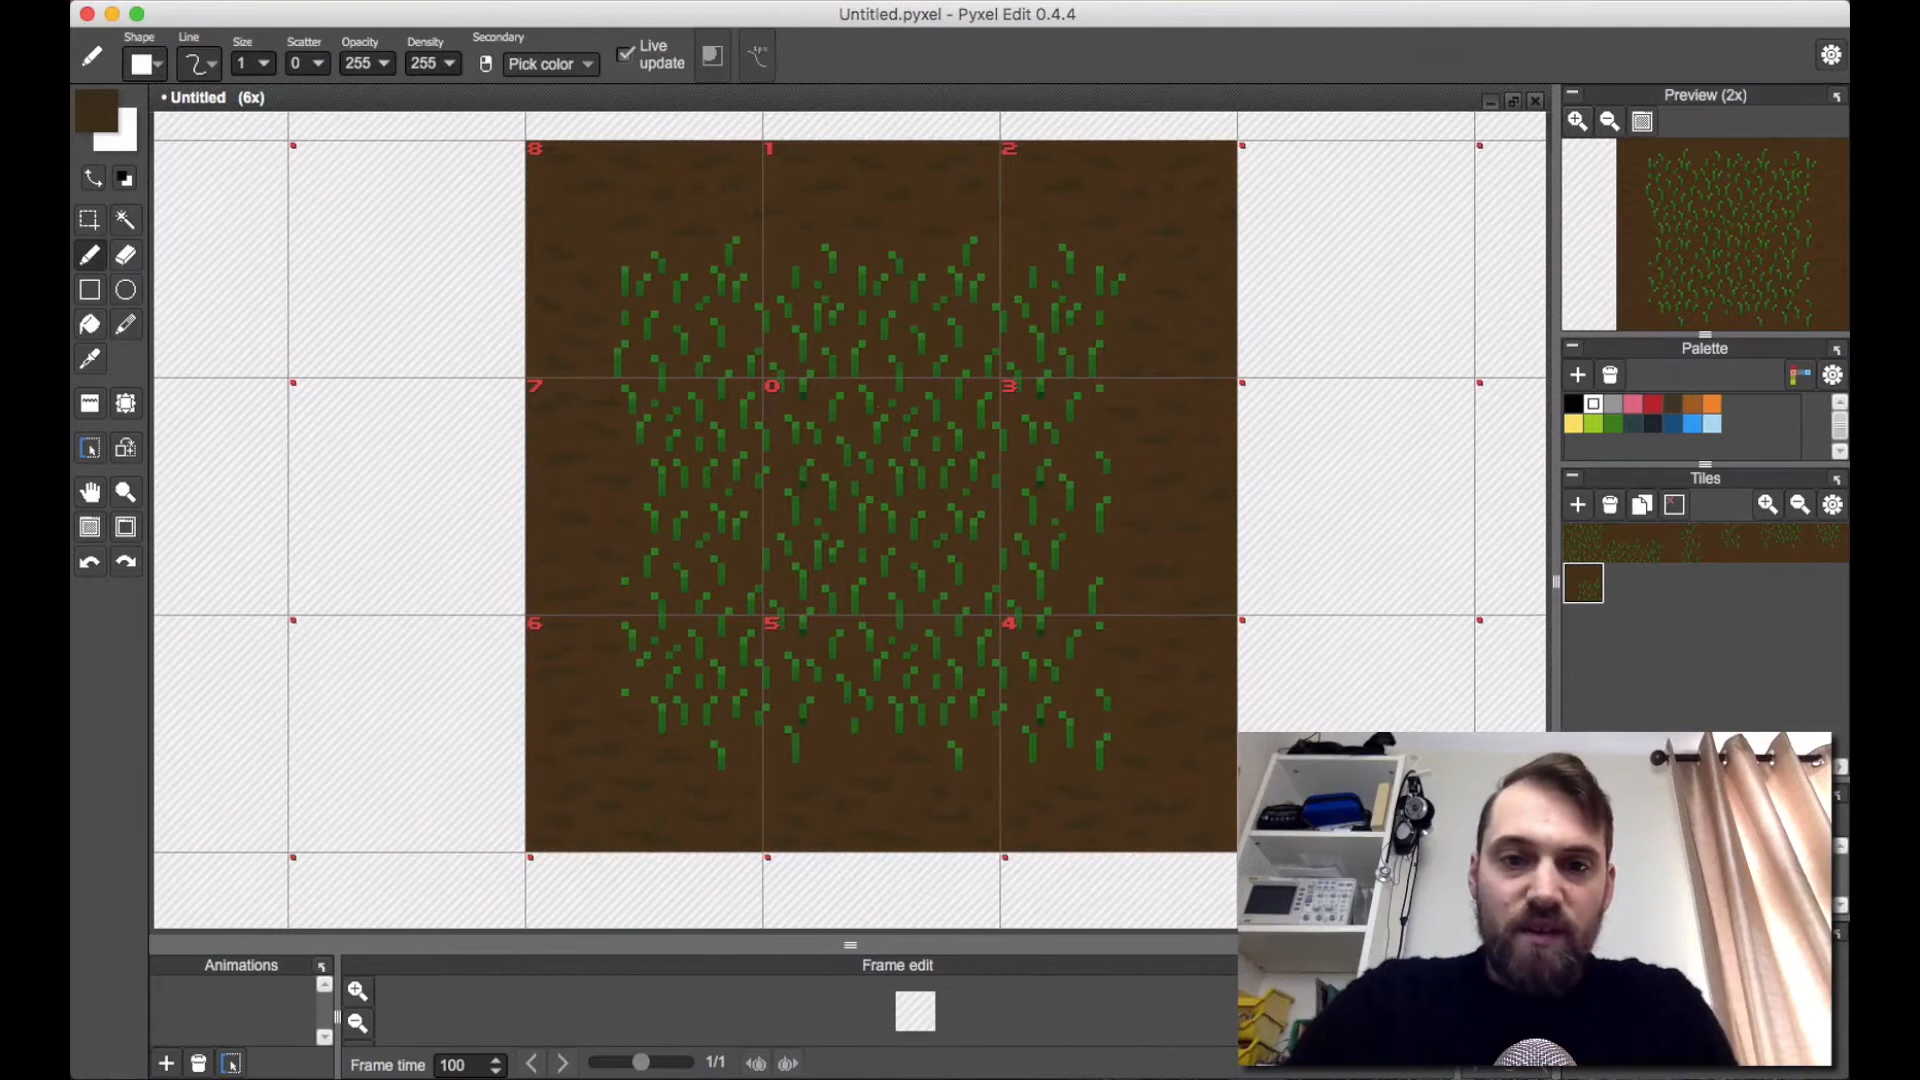 Untitled.pyxel - Pyxel Edit 0.4.4
Shape Line Size Scatter Opacity Density Secondary
1 0 255 255 Pick color Live update
• Untitled (6x)
Preview (2x)
8 1 2
7 0 3
6 5 4
Palette
Tiles
Animations
Frame edit
Frame time 100 1/1